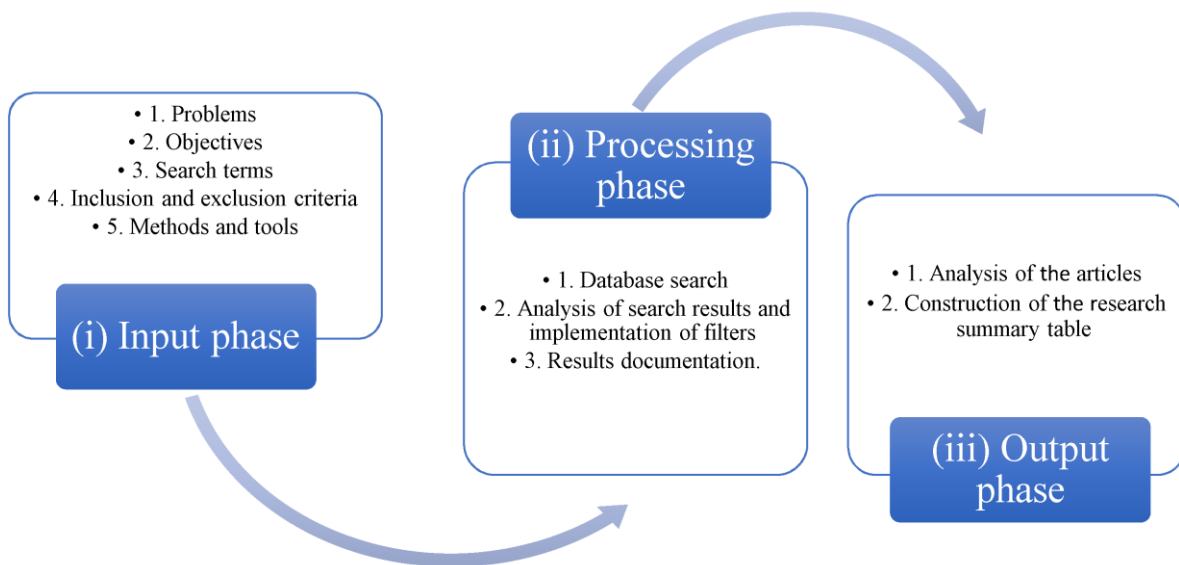 • 1. Problems
• 2. Objectives
• 3. Search terms
• 4. Inclusion and exclusion criteria
• 5. Methods and tools
(i) Input phase
(ii) Processing
phase
• 1. Database search
• 2. Analysis of search results and
implementation of filters
• 3. Results documentation.
• 1. Analysis of the articles
• 2. Construction of the research
summary table
(iii) Output
phase